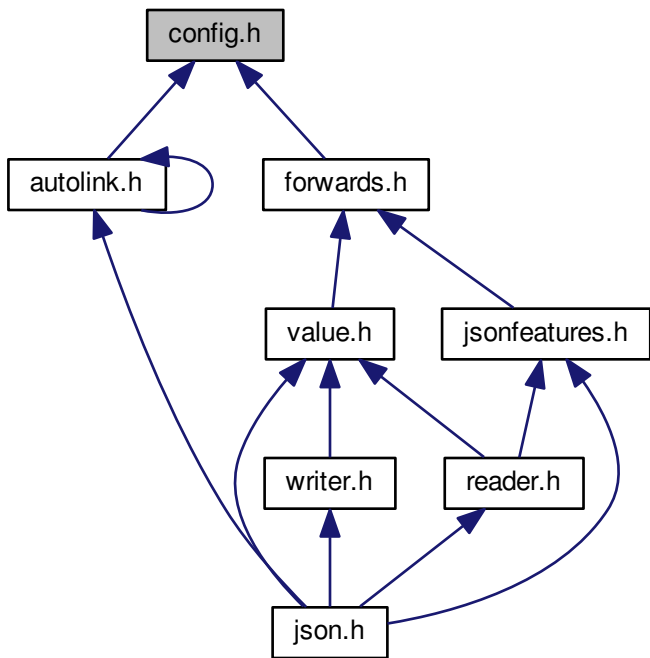 config.h
autolink.h
forwards.h
value.h
jsonfeatures.h
writer.h
reader.h
json.h